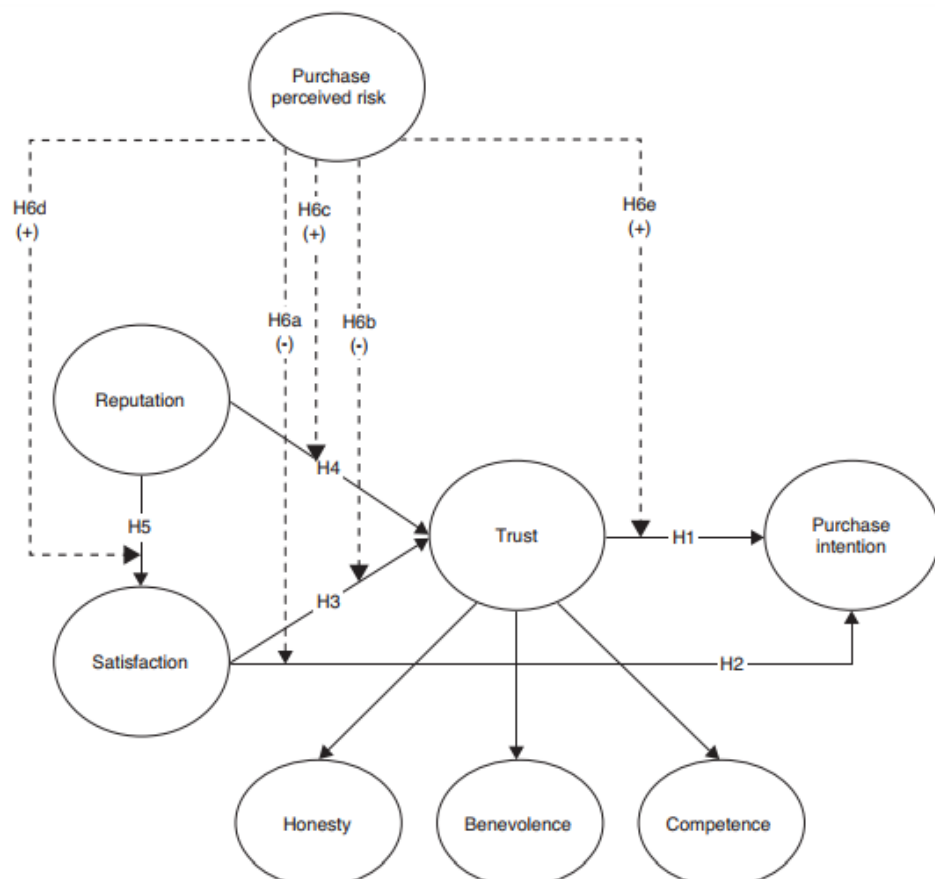 Purchase
perceived risk
H6d
(+)
H6c
(+)
H6e
(+)
H6a
(-)
H6b
(-)
Reputation
H4
H5
Trust
H1
Purchase
intention
H3
Satisfaction
H2
Honesty
Benevolence
Competence